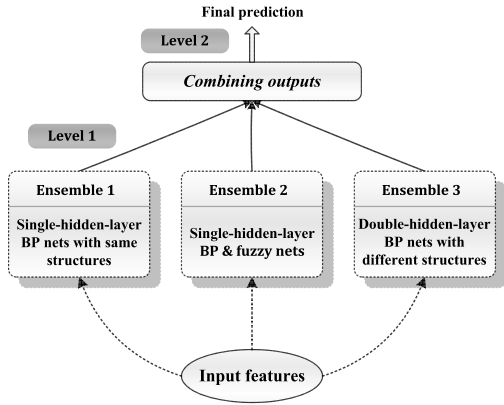 Final prediction
Level 2
Combining outputs
Level 1
Ensemble 1
Single-hidden-layer
BP nets with same
structures
Ensemble 2
Single-hidden-layer
BP & fuzzy nets
Ensemble 3
Double-hidden-layer
BP nets with
different structures
Input features